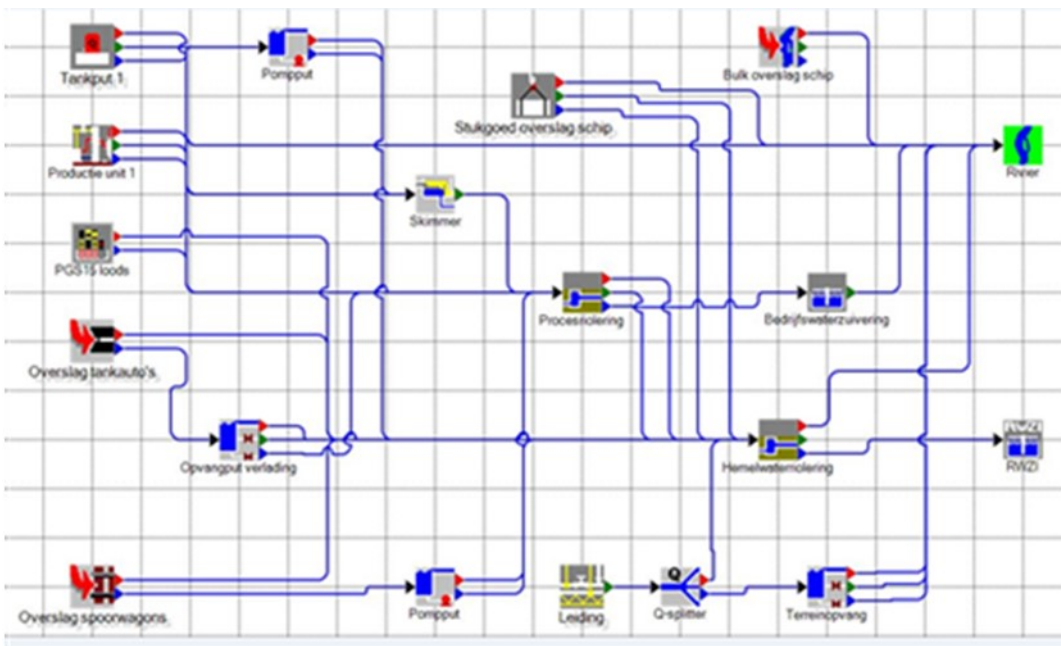 Tankput 1
Pompput
Bulk overslag schip
Stukgoed overslag schip
Productie unit 1
Rivier
Skimmer
PGS15 loods
Procesriolering
Bedrijfswaterzuivering
Overslag tankauto's
RWZI
Opvangput verlading
Hemelwaterriolering
RWZI
Q
Overslag spoorwagons
Pompput
Leiding
Q-splitter
Terreinopvang